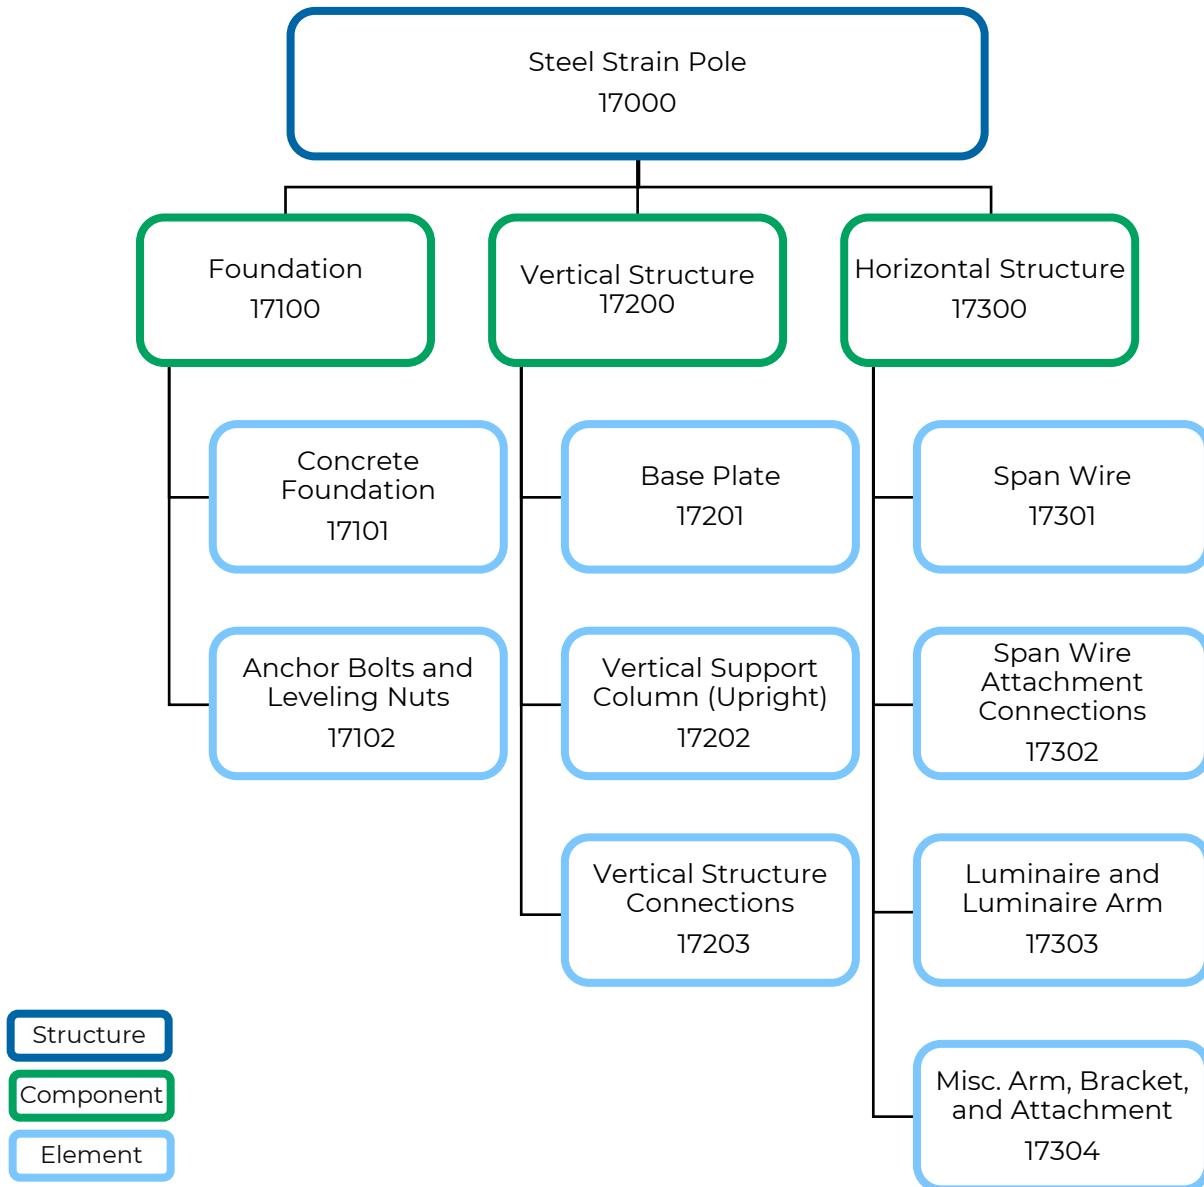 Steel Strain Pole
17000
Foundation
17100
Vertical Structure
17200
Horizontal Structure
17300
Concrete
Foundation
17101
Base Plate
17201
Span Wire
17301
Anchor Bolts and
Leveling Nuts
17102
Vertical Support
Column (Upright)
17202
Span Wire
Attachment
Connections
17302
Vertical Structure
Connections
17203
Luminaire and
Luminaire Arm
17303
Misc. Arm, Bracket,
and Attachment
17304
Structure
Component
Element